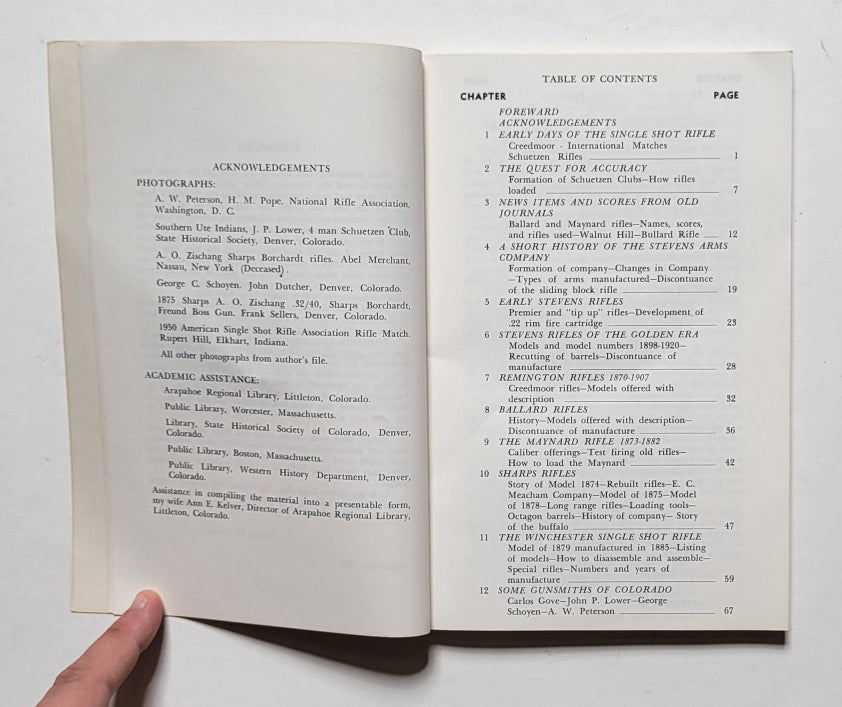 ACKNOWLEDGEMENTS
PHOTOGRAPHS:
A. W. Peterson, H. M. Pope. National Rifle Association,
Washington, D. C.
Southern Ute Indians, J. P. Lower, 4 man Schuetzen Club,
State Historical Society, Denver, Colorado.
A. O. Zischang Sharps Borchardt rifles. Abel Merchant,
Nassau, New York (Deceased).
George C. Schoyen. John Dutcher, Denver, Colorado.
1875 Sharps A. O. Zischang .32/40, Sharps Borchardt,
Freund Boss Gun. Frank Sellers, Denver, Colorado.
1950 American Single Shot Rifle Association Rifle Match.
Rupert Hill, Elkhart, Indiana.
All other photographs from author's file.
ACADEMIC ASSISTANCE:
Arapahoe Regional Library, Littleton, Colorado.
Public Library, Worcester, Massachusetts.
Library, State Historical Society of Colorado, Denver,
Colorado.
Public Library, Boston, Massachusetts.
Public Library, Western History Department, Denver,
Colorado.
Assistance in compiling the material into a presentable form,
my wife Ann E. Kelver, Director of Arapahoe Regional Library,
Littleton, Colorado.
TABLE OF CONTENTS
CHAPTER PAGE
FOREWARD
ACKNOWLEDGEMENTS
1 EARLY DAYS OF THE SINGLE SHOT RIFLE
Creedmoor - International Matches
Schuetzen Rifles 1
2 THE QUEST FOR ACCURACY
Formation of Schuetzen Clubs—How rifles
loaded 7
3 NEWS ITEMS AND SCORES FROM OLD
JOURNALS
Ballard and Maynard rifles—Names, scores,
and rifles used—Walnut Hill—Bullard Rifle 12
4 A SHORT HISTORY OF THE STEVENS ARMS
COMPANY
Formation of company—Changes in Company
—Types of arms manufactured—Discontuance
of the sliding block rifle 19
5 EARLY STEVENS RIFLES
Premier and "tip up" rifles—Development of
.22 rim fire cartridge 23
6 STEVENS RIFLES OF THE GOLDEN ERA
Models and model numbers 1898-1920—
Recutting of barrels—Discontuance of
manufacture 28
7 REMINGTON RIFLES 1870-1907
Creedmoor rifles—Models offered with
description 32
8 BALLARD RIFLES
History—Models offered with description—
Discontuance of manufacture 36
9 THE MAYNARD RIFLE 1873-1882
Caliber offerings—Test firing old rifles—
How to load the Maynard 42
10 SHARPS RIFLES
Story of Model 1874—Rebuilt rifles—E. C.
Meacham Company—Model of 1875—Model
of 1878—Long range rifles—Loading tools—
Octagon barrels—History of company— Story
of the buffalo 47
11 THE WINCHESTER SINGLE SHOT RIFLE
Model of 1879 manufactured in 1885—Listing
of models—How to disassemble and assemble—
Special rifles—Numbers and years of
manufacture 59
12 SOME GUNSMITHS OF COLORADO
Carlos Gove—John P. Lower—George
Schoyen—A. W. Peterson 67